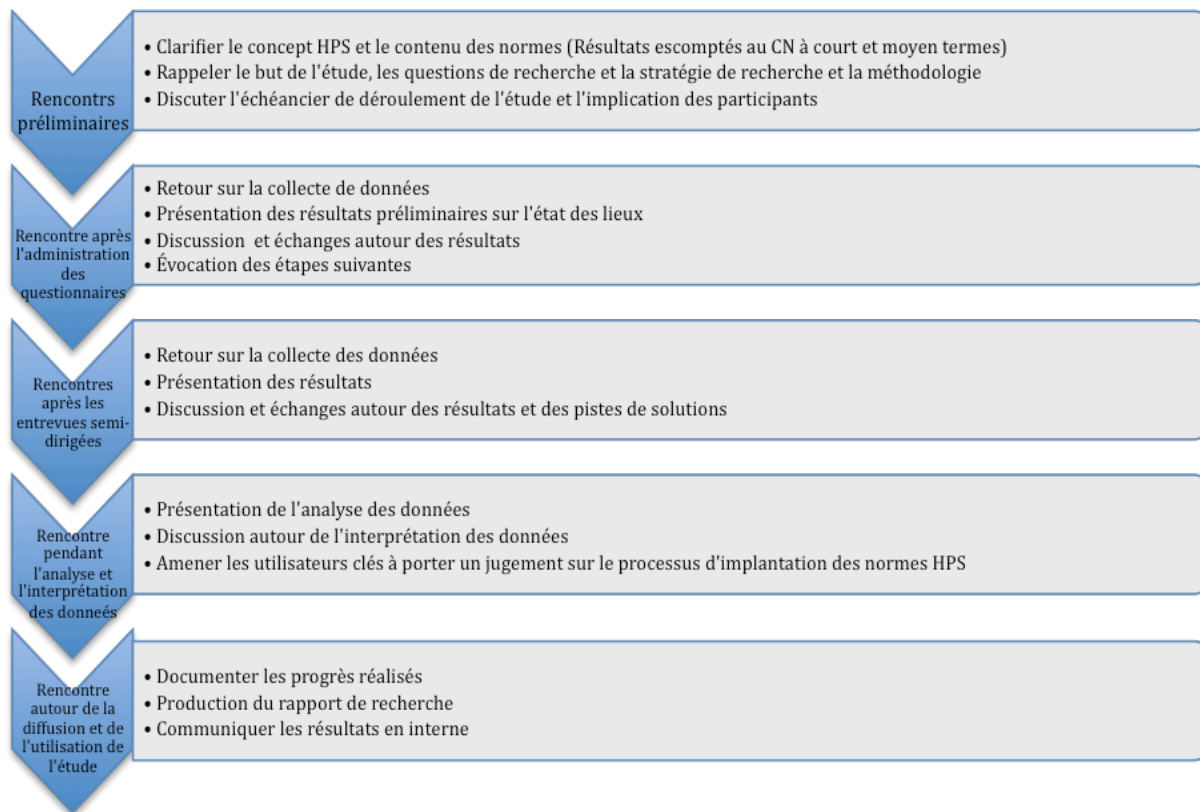 Rencontrs
préliminaires
• Clarifier le concept HPS et le contenu des normes (Résultats escomptés au CN à court et moyen termes)
• Rappeler le but de l'étude, les questions de recherche et la stratégie de recherche et la méthodologie
• Discuter l'échéancier de déroulement de l'étude et l'implication des participants
Rencontre après
l'administration
des
questionnaires
• Retour sur la collecte de données
• Présentation des résultats préliminaires sur l'état des lieux
• Discussion et échanges autour des résultats
• Évocation des étapes suivantes
Rencontres
après les
entrevues semi-
dirigées
• Retour sur la collecte des données
• Présentation des résultats
• Discussion et échanges autour des résultats et des pistes de solutions
Rencontre
pendant
l'analyse et
l'interprétation
des donneés
• Présentation de l'analyse des données
• Discussion autour de l'interprétation des données
• Amener les utilisateurs clés à porter un jugement sur le processus d'implantation des normes HPS
Rencontre
autour de la
diffusion et de
l'utilisation de
l'étude
• Documenter les progrès réalisés
• Production du rapport de recherche
• Communiquer les résultats en interne